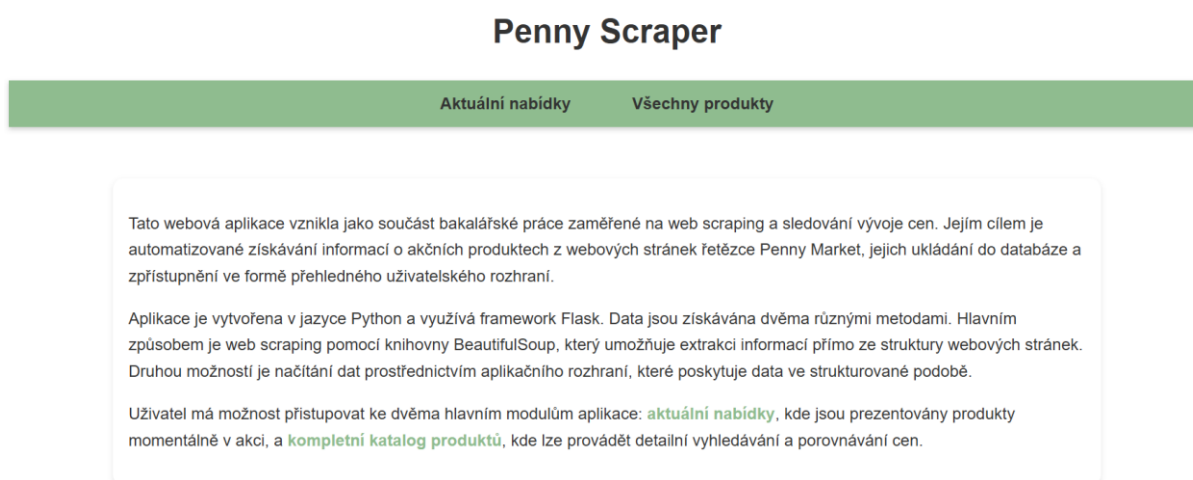 Penny Scraper
Aktuální nabídky Všechny produkty
Tato webová aplikace vznikla jako součást bakalářské práce zaměřené na web scraping a sledování vývoje cen. Jejím cílem je
automatizované získávání informací o akčních produktech z webových stránek řetězce Penny Market, jejich ukládání do databáze a
zpřístupnění ve formě přehledného uživatelského rozhraní.
Aplikace je vytvořena v jazyce Python a využívá framework Flask. Data jsou získávána dvěma různými metodami. Hlavním
způsobem je web scraping pomocí knihovny BeautifulSoup, který umožňuje extrakci informací přímo ze struktury webových stránek.
Druhou možností je načítání dat prostřednictvím aplikačního rozhraní, které poskytuje data ve strukturované podobě.
Uživatel má možnost přistupovat ke dvěma hlavním modulům aplikace: aktuální nabídky, kde jsou prezentovány produkty
momentálně v akci, a kompletní katalog produktů, kde lze provádět detailní vyhledávání a porovnávání cen.